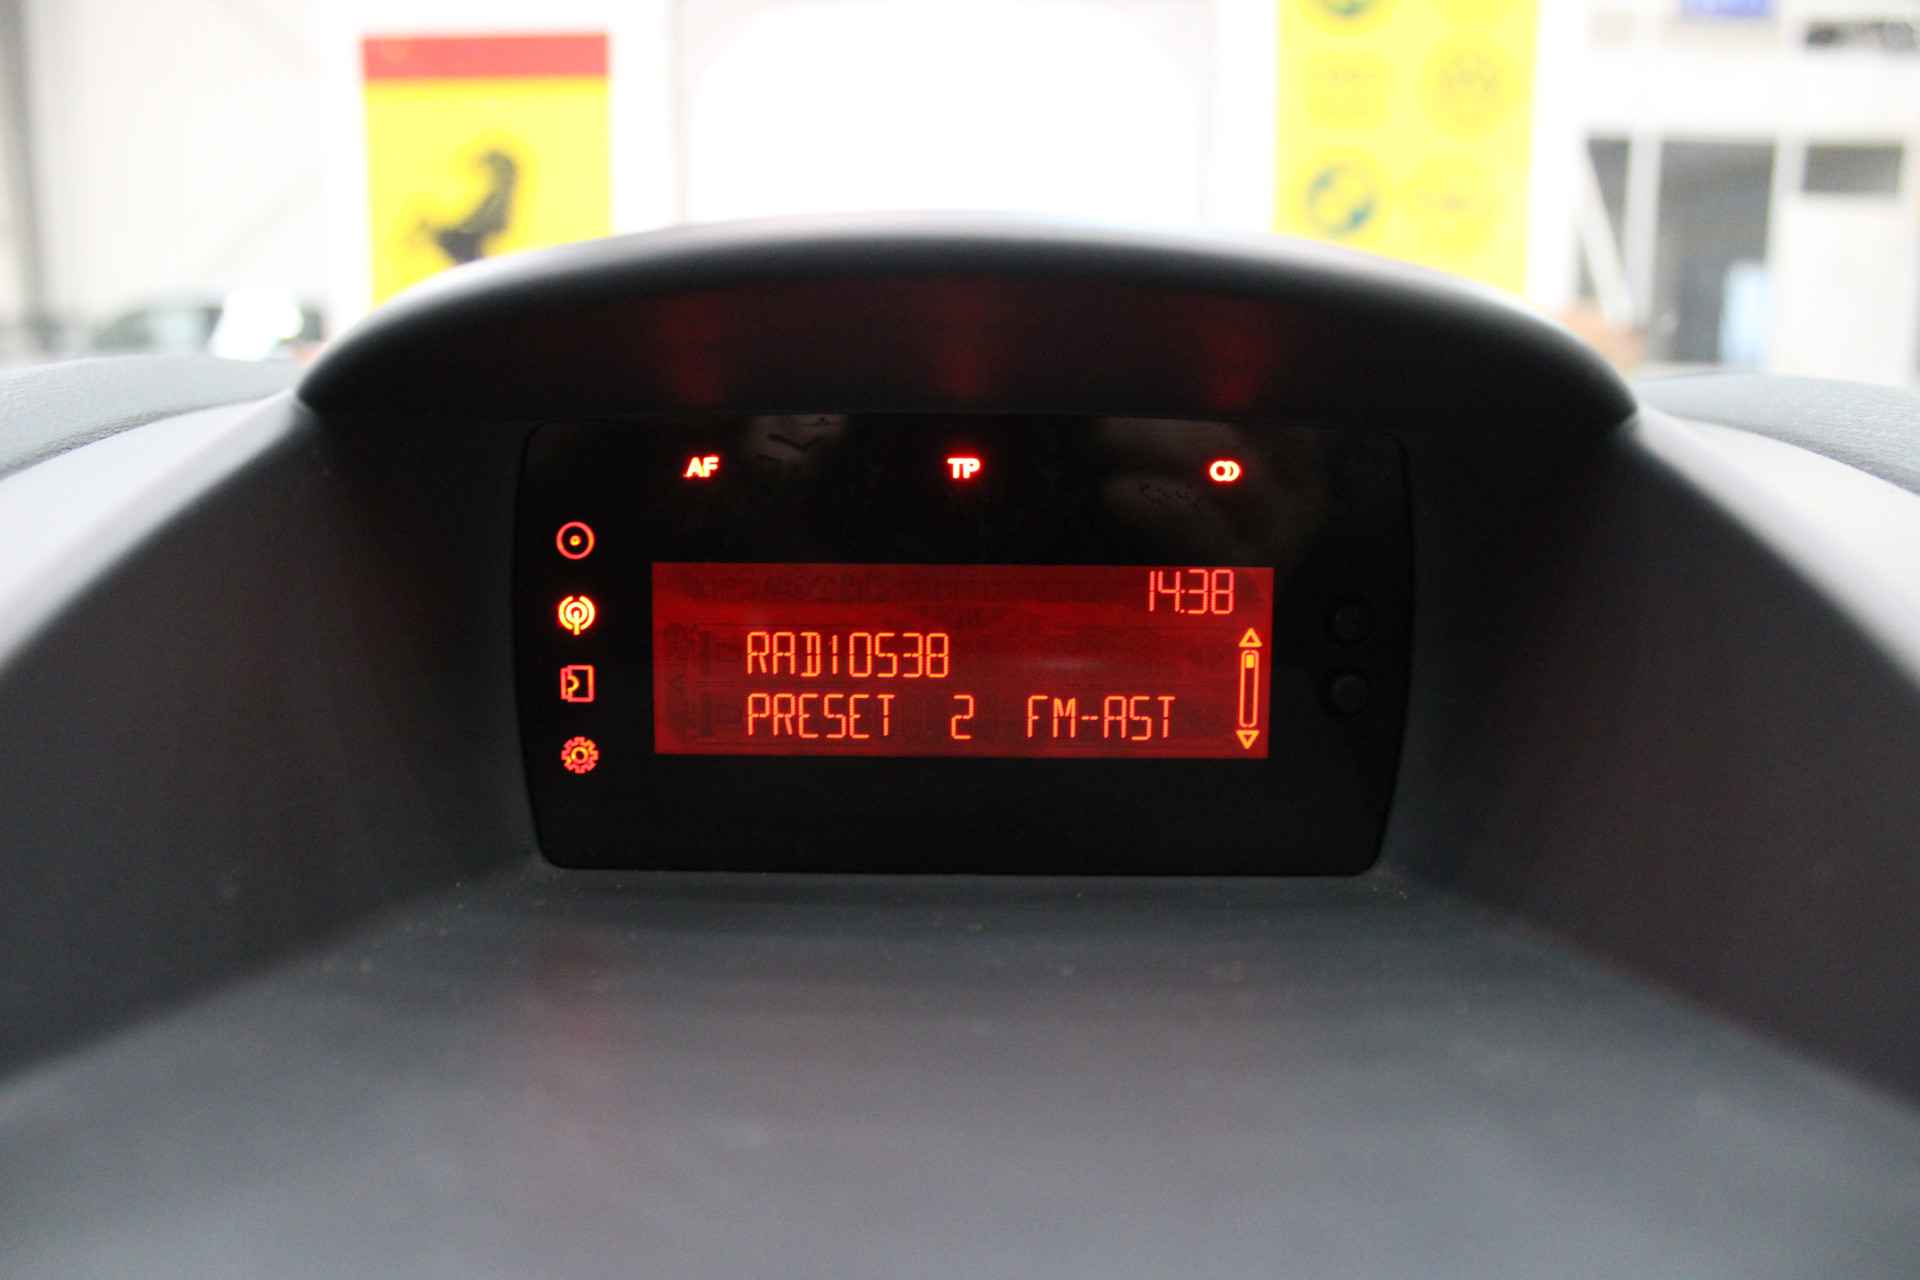 AF TP
14:38
RADIO538
PRESET 2 FM-AST